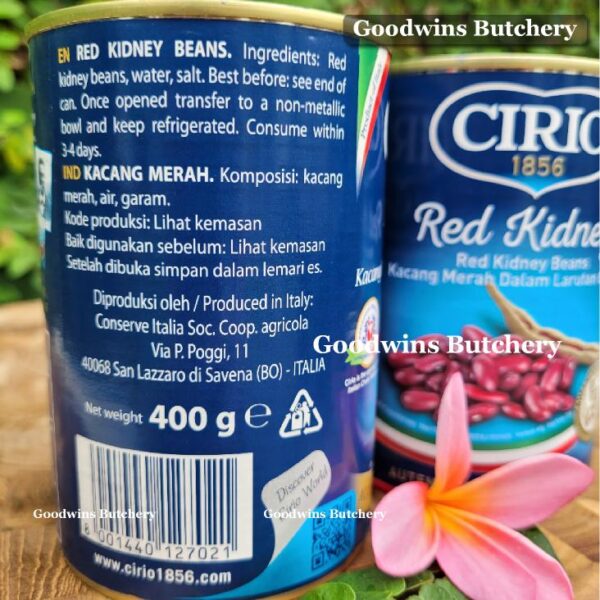 Goodwins Butchery
EN RED KIDNEY BEANS. Ingredients: Red
kidney beans, water, salt. Best before: see end of
can. Once opened transfer to a non-metallic
bowl and keep refrigerated. Consume within
3-4 days.
IND KACANG MERAH. Komposisi: kacang
merah, air, garam.
Kode produksi: Lihat kemasan
Baik digunakan sebelum: Lihat kemasan
Setelah dibuka simpan dalam lemari es.
Diproduksi oleh / Produced in Italy:
Conserve Italia Soc. Coop. agricola
Via P. Poggi, 11
40068 San Lazzaro di Savena (BO) - ITALIA
Net weight 400 g e
Discover
Cirio World
8 001440 127021
www.cirio1856.com
CIRIO
1856
Red Kidne
Red Kidney Beans
Kacang Merah Dalam Larutan
Goodwins Butchery
Goodwins Butchery
Goodwins Butchery